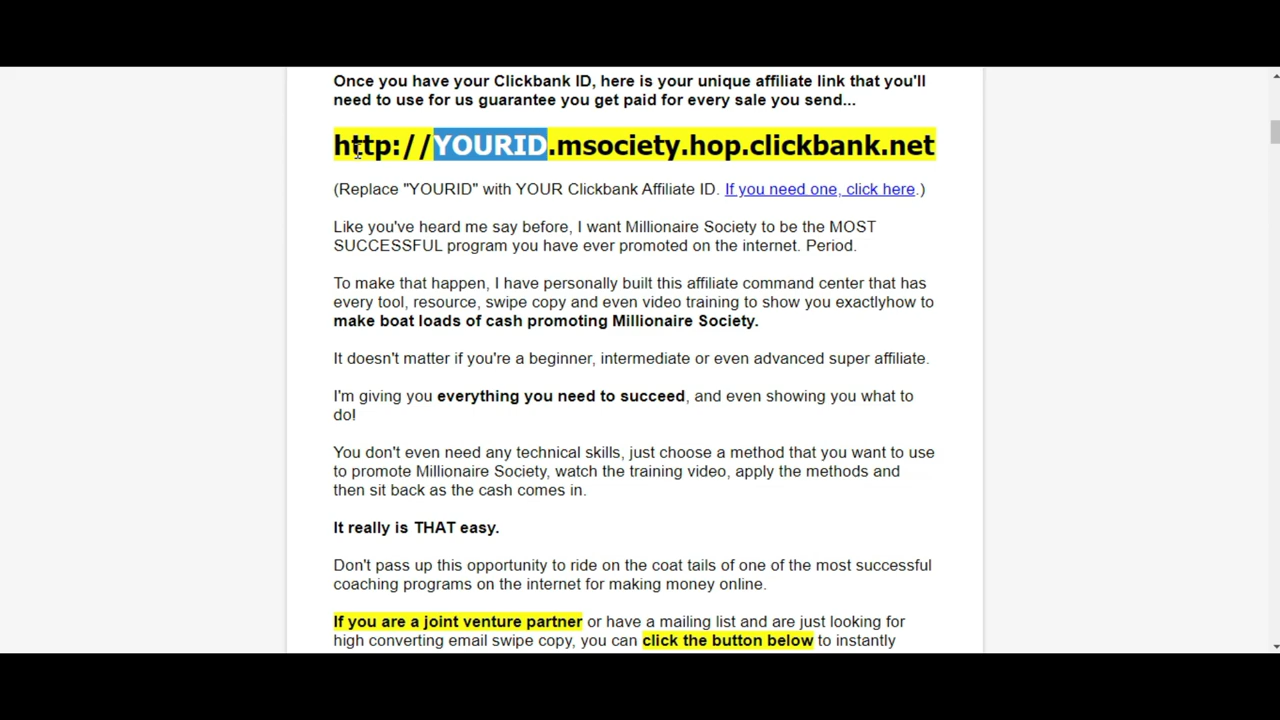 Once you have your Clickbank ID, here is your unique affiliate link that you'll
need to use for us guarantee you get paid for every sale you send...
http://YOURID.msociety.hop.clickbank.net
(Replace "YOURID" with YOUR Clickbank Affiliate ID. If you need one, click here.)
Like you've heard me say before, I want Millionaire Society to be the MOST
SUCCESSFUL program you have ever promoted on the internet. Period.
To make that happen, I have personally built this affiliate command center that has
every tool, resource, swipe copy and even video training to show you exactlyhow to
make boat loads of cash promoting Millionaire Society.
It doesn't matter if you're a beginner, intermediate or even advanced super affiliate.
I'm giving you everything you need to succeed, and even showing you what to
do!
You don't even need any technical skills, just choose a method that you want to use
to promote Millionaire Society, watch the training video, apply the methods and
then sit back as the cash comes in.
It really is THAT easy.
Don't pass up this opportunity to ride on the coat tails of one of the most successful
coaching programs on the internet for making money online.
If you are a joint venture partner or have a mailing list and are just looking for
high converting email swipe copy, you can click the button below to instantly